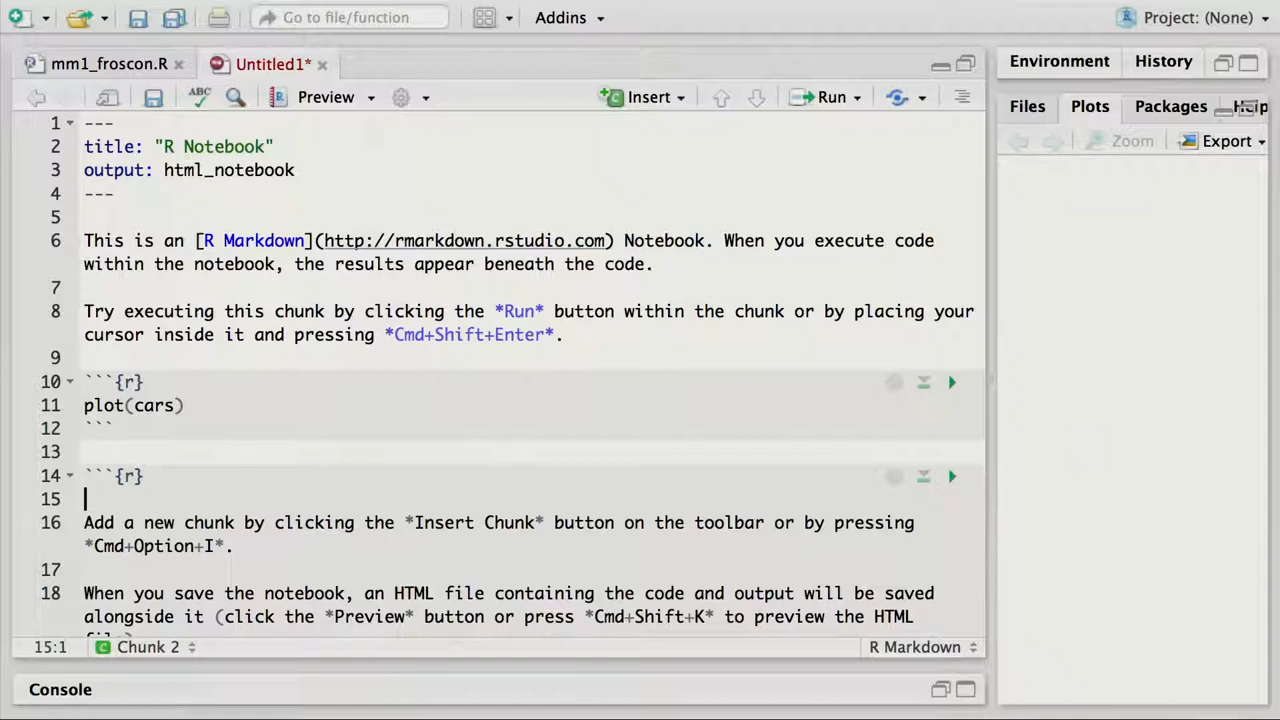 Go to file/function
Addins
Project: (None)
mm1_froscon.R
Untitled1*
ABC
Preview
Insert
Run
1 ---
2 title: "R Notebook"
3 output: html_notebook
4 ---
5
6 This is an [R Markdown](http://rmarkdown.rstudio.com) Notebook. When you execute code
within the notebook, the results appear beneath the code.
7
8 Try executing this chunk by clicking the *Run* button within the chunk or by placing your
cursor inside it and pressing *Cmd+Shift+Enter*.
9
10 ```{r}
11 plot(cars)
12 ```
13
14 ```{r}
15
16 Add a new chunk by clicking the *Insert Chunk* button on the toolbar or by pressing
*Cmd+Option+I*.
17
18 When you save the notebook, an HTML file containing the code and output will be saved
alongside it (click the *Preview* button or press *Cmd+Shift+K* to preview the HTML
file)
15:1
Chunk 2
R Markdown
Console
Environment
History
Files
Plots
Packages
Help
Zoom
Export